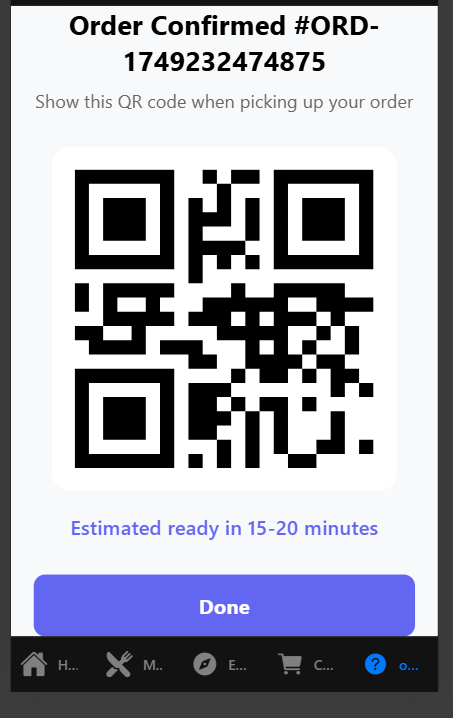 Order Confirmed #ORD-
1749232474875
Show this QR code when picking up your order
Estimated ready in 15-20 minutes
Done
H... M.. E... C... o...